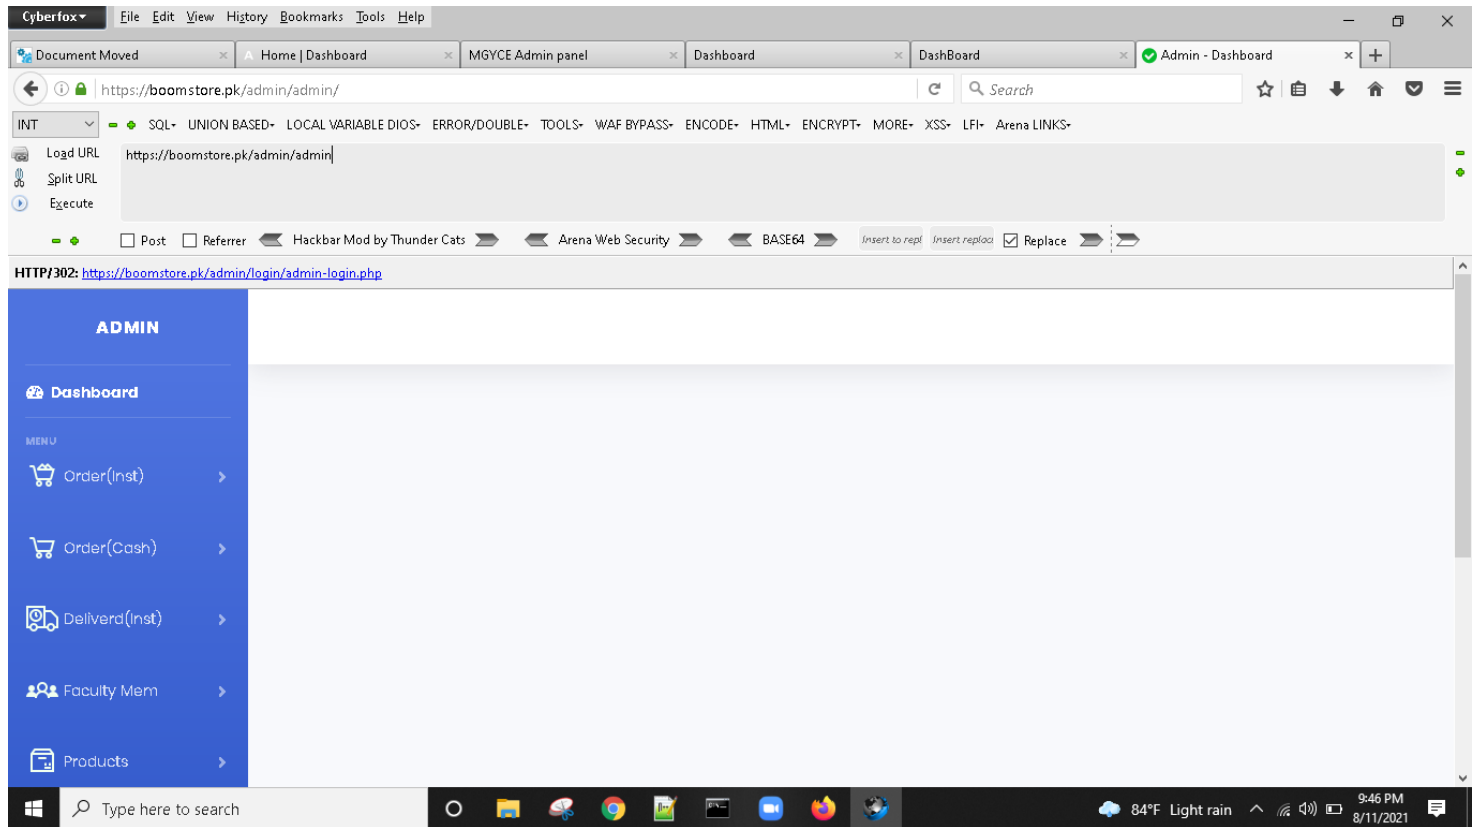 Cyberfox File Edit View History Bookmarks Tools Help
Document Moved Home | Dashboard MGYCE Admin panel Dashboard DashBoard Admin - Dashboard
https://boomstore.pk/admin/admin/ Search
INT SQL UNION BASED LOCAL VARIABLE DIOS ERROR/DOUBLE TOOLS WAF BYPASS ENCODE HTML ENCRYPT MORE XSS LFI Arena LINKS
Load URL https://boomstore.pk/admin/admin
Split URL
Execute
Post Referrer Hackbar Mod by Thunder Cats Arena Web Security BASE64 Insert to repl Insert replac Replace
HTTP/302: https://boomstore.pk/admin/login/admin-login.php
ADMIN
Dashboard
MENU
Order(Inst)
Order(Cash)
Deliverd(Inst)
Faculty Mem
Products
Type here to search 84°F Light rain 9:46 PM
8/11/2021